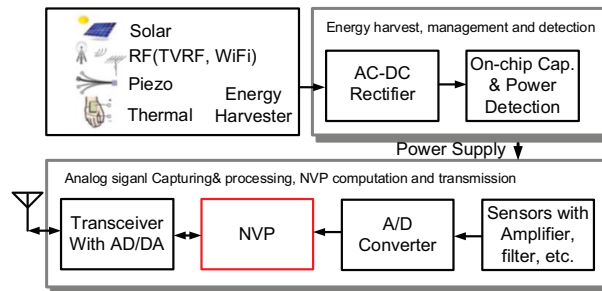 Solar
RF(TVRF, WiFi)
Piezo
Thermal
Energy
Harvester
Energy harvest, management and detection
AC-DC
Rectifier
On-chip Cap.
& Power
Detection
Power Supply
Analog siganl Capturing& processing, NVP computation and transmission
Transceiver
With AD/DA
NVP
A/D
Converter
Sensors with
Amplifier,
filter, etc.